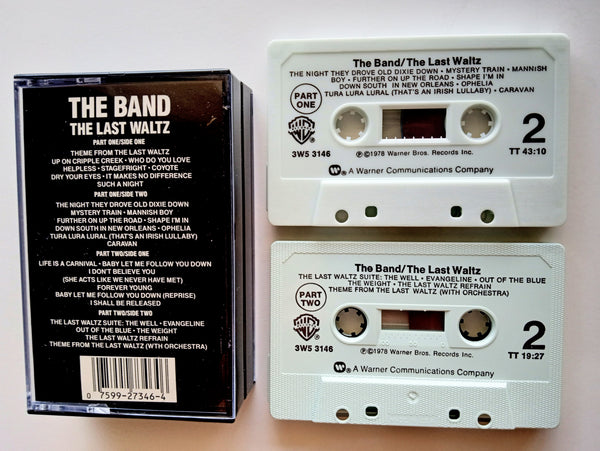 THE BAND
THE LAST WALTZ
PART ONE/SIDE ONE
THEME FROM THE LAST WALTZ
UP ON CRIPPLE CREEK • WHO DO YOU LOVE
HELPLESS • STAGEFRIGHT • COYOTE
DRY YOUR EYES • IT MAKES NO DIFFERENCE
SUCH A NIGHT
PART ONE/SIDE TWO
THE NIGHT THEY DROVE OLD DIXIE DOWN
MYSTERY TRAIN • MANNISH BOY
FURTHER ON UP THE ROAD • SHAPE I'M IN
DOWN SOUTH IN NEW ORLEANS • OPHELIA
TURA LURA LURAL (THAT'S AN IRISH LULLABY)
CARAVAN
PART TWO/SIDE ONE
LIFE IS A CARNIVAL • BABY LET ME FOLLOW YOU DOWN
I DON'T BELIEVE YOU
(SHE ACTS LIKE WE NEVER HAVE MET)
FOREVER YOUNG
BABY LET ME FOLLOW YOU DOWN (REPRISE)
I SHALL BE RELEASED
PART TWO/SIDE TWO
THE LAST WALTZ SUITE: THE WELL • EVANGELINE
OUT OF THE BLUE • THE WEIGHT
THE LAST WALTZ REFRAIN
THEME FROM THE LAST WALTZ (WTH ORCHESTRA)
0 7599-27346-4
The Band/The Last Waltz
THE NIGHT THEY DROVE OLD DIXIE DOWN • MYSTERY TRAIN • MANNISH
BOY • FURTHER ON UP THE ROAD • SHAPE I'M IN
DOWN SOUTH IN NEW ORLEANS • OPHELIA
TURA LURA LURAL (THAT'S AN IRISH LULLABY) • CARAVAN
PART
ONE
3W5 3146
2
TT 43:10
℗©1978 Warner Bros. Records Inc.
A Warner Communications Company
The Band/The Last Waltz
THE LAST WALTZ SUITE: THE WELL • EVANGELINE • OUT OF THE BLUE
THE WEIGHT • THE LAST WALTZ REFRAIN
THEME FROM THE LAST WALTZ (WITH ORCHESTRA)
PART
TWO
3W5 3146
2
TT 19:27
℗©1978 Warner Bros. Records Inc.
A Warner Communications Company